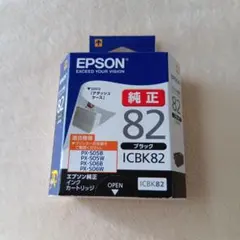 EPSON
EXCEED YOUR VISION
純正
82
ブラック
ICBK82
PX-S05B
PX-S05W
PX-S06B
PX-S06W
エプソン純正
インク
カートリッジ
OPEN
ICBK82